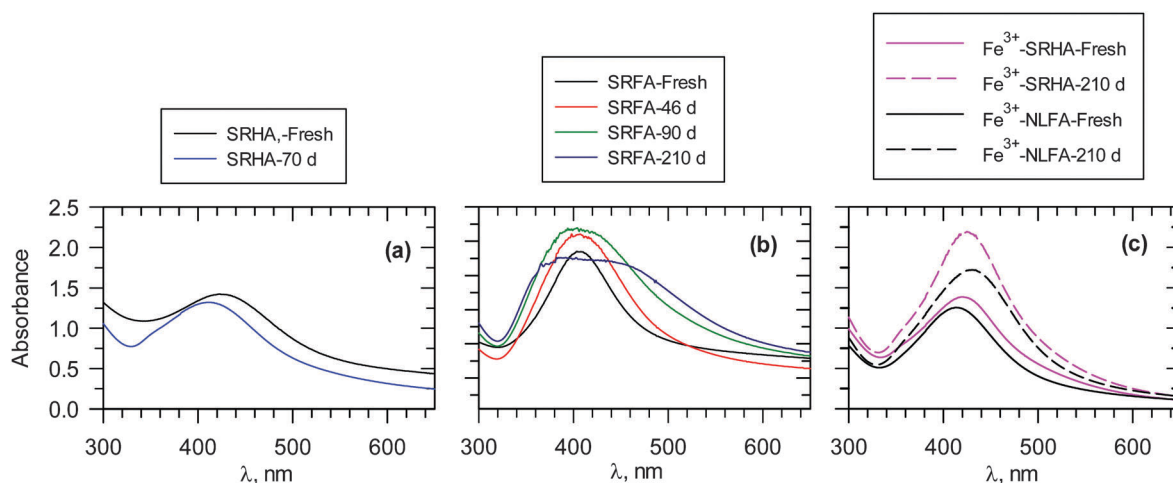 SRHA,-Fresh
SRHA-70 d
SRFA-Fresh
SRFA-46 d
SRFA-90 d
SRFA-210 d
Fe³⁺-SRHA-Fresh
Fe³⁺-SRHA-210 d
Fe³⁺-NLFA-Fresh
Fe³⁺-NLFA-210 d
Absorbance
2.5
2.0
1.5
1.0
0.5
0.0
(a)
300 400 500 600
λ, nm
(b)
300 400 500 600
λ, nm
(c)
300 400 500 600
λ, nm